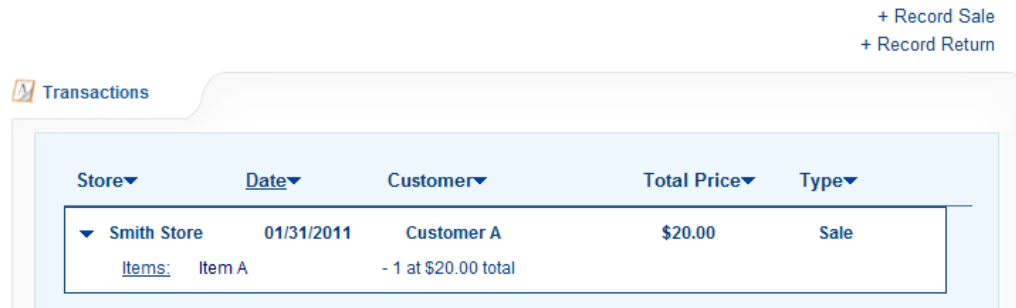 + Record Sale
+ Record Return
Transactions
Store Date Customer Total Price Type
Smith Store 01/31/2011 Customer A $20.00 Sale
Items: Item A - 1 at $20.00 total